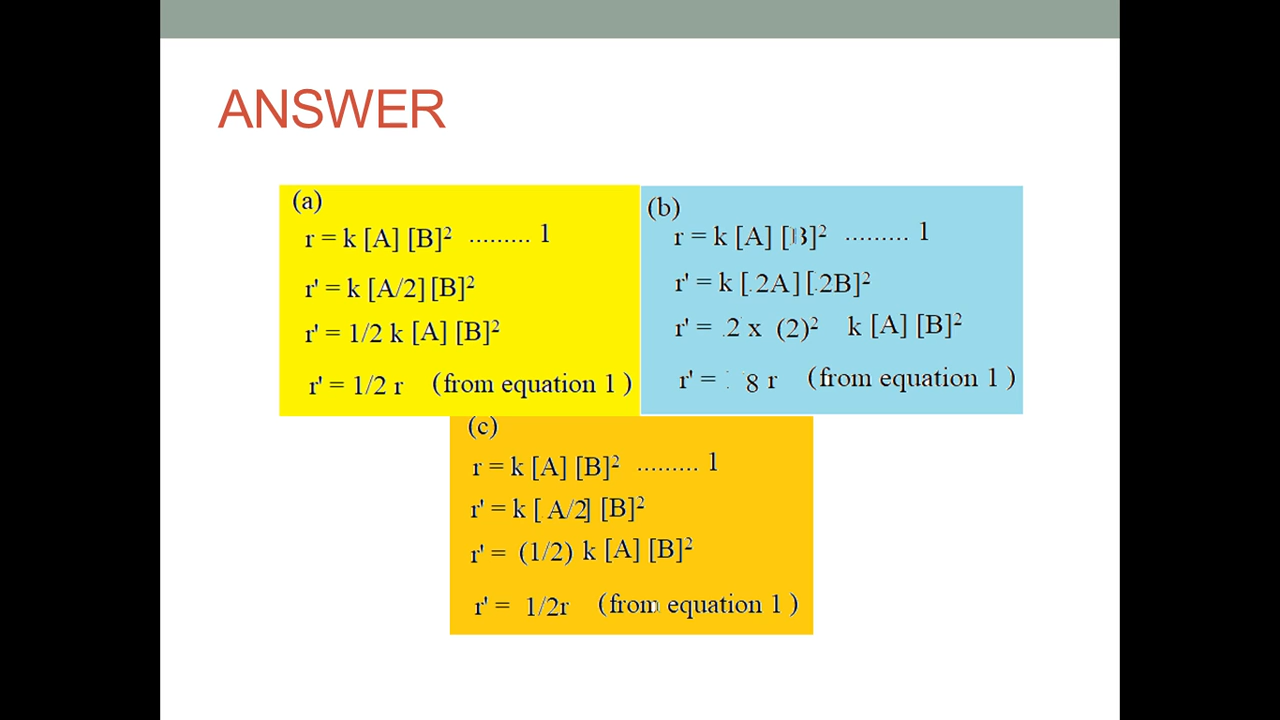 ANSWER
(a)
r = k [A] [B]² ......... 1
r' = k [A/2] [B]²
r' = 1/2 k [A] [B]²
r' = 1/2 r (from equation 1 )
(b)
r = k [A] [B]² ......... 1
r' = k [.2A] [.2B]²
r' = .2 x (2)² k [A] [B]²
r' = 8 r (from equation 1 )
(c)
r = k [A] [B]² ......... 1
r' = k [ A/2] [B]²
r' = (1/2) k [A] [B]²
r' = 1/2r (from equation 1 )